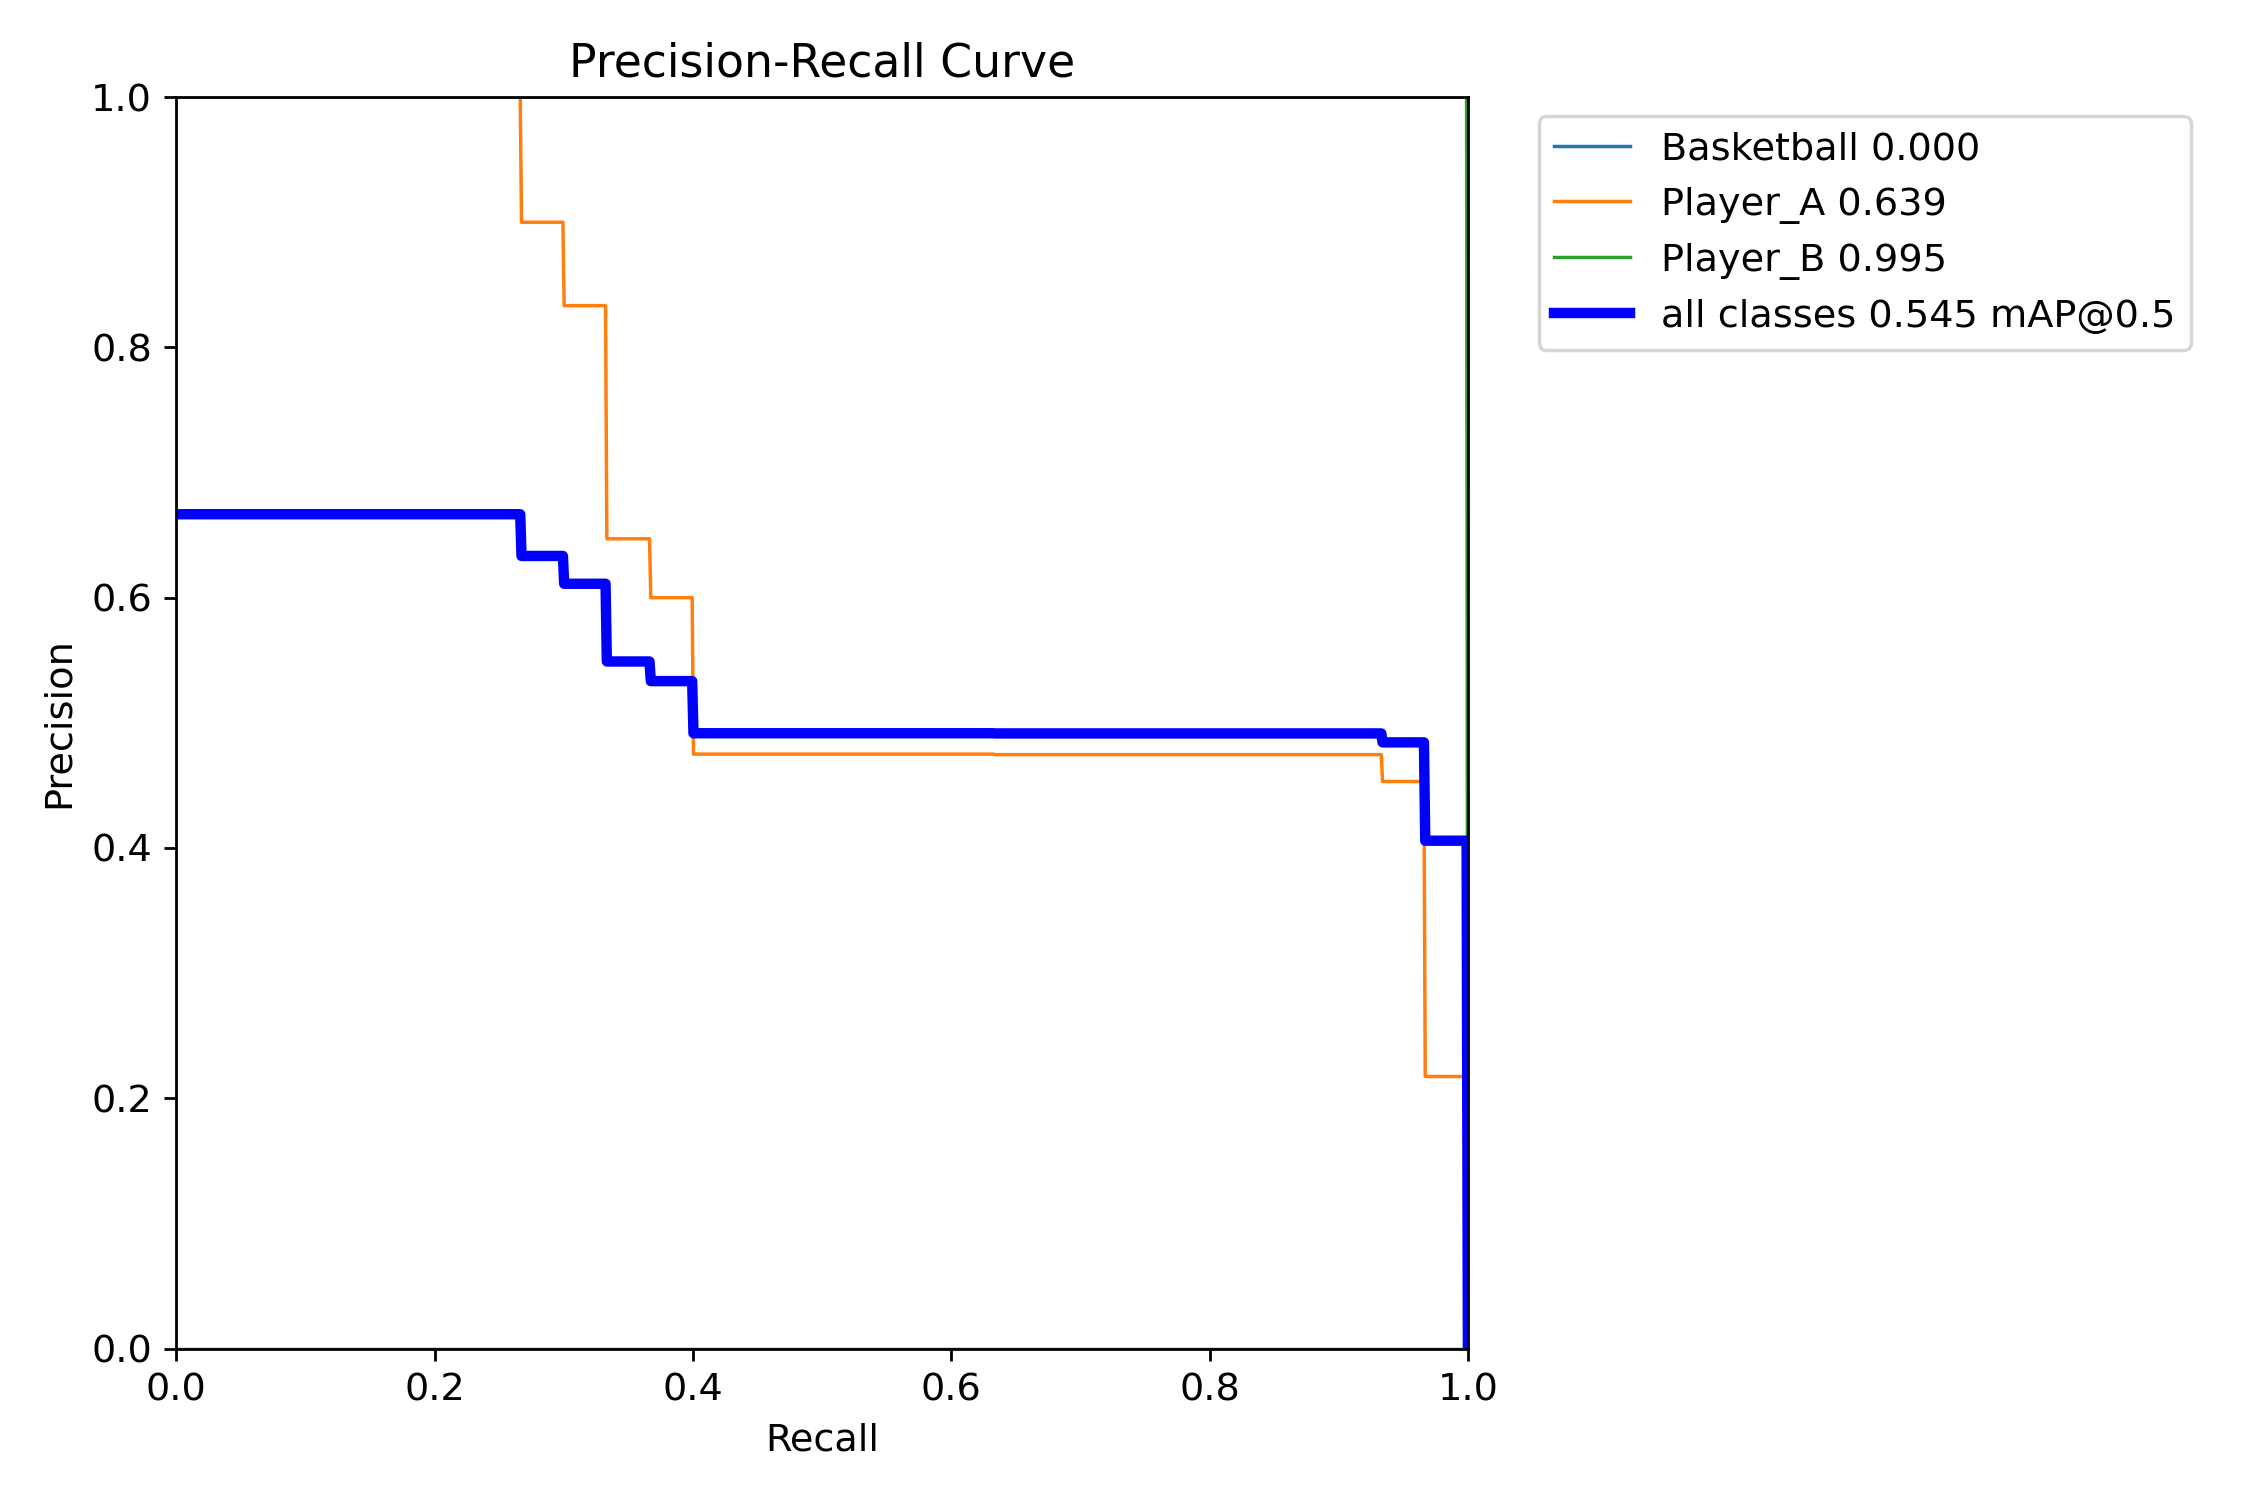 Precision-Recall Curve
1.0
0.8
0.6
0.4
0.2
0.0
Precision
0.0 0.2 0.4 0.6 0.8 1.0
Recall
Basketball 0.000
Player_A 0.639
Player_B 0.995
all classes 0.545 mAP@0.5